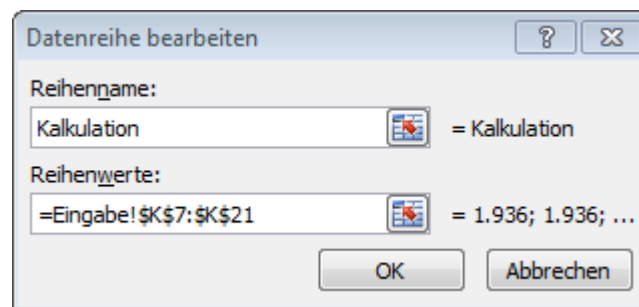 Datenreihe bearbeiten
Reihenname:
Kalkulation = Kalkulation
Reihenwerte:
=Eingabe!$K$7:$K$21 = 1.936; 1.936; ...
OK Abbrechen